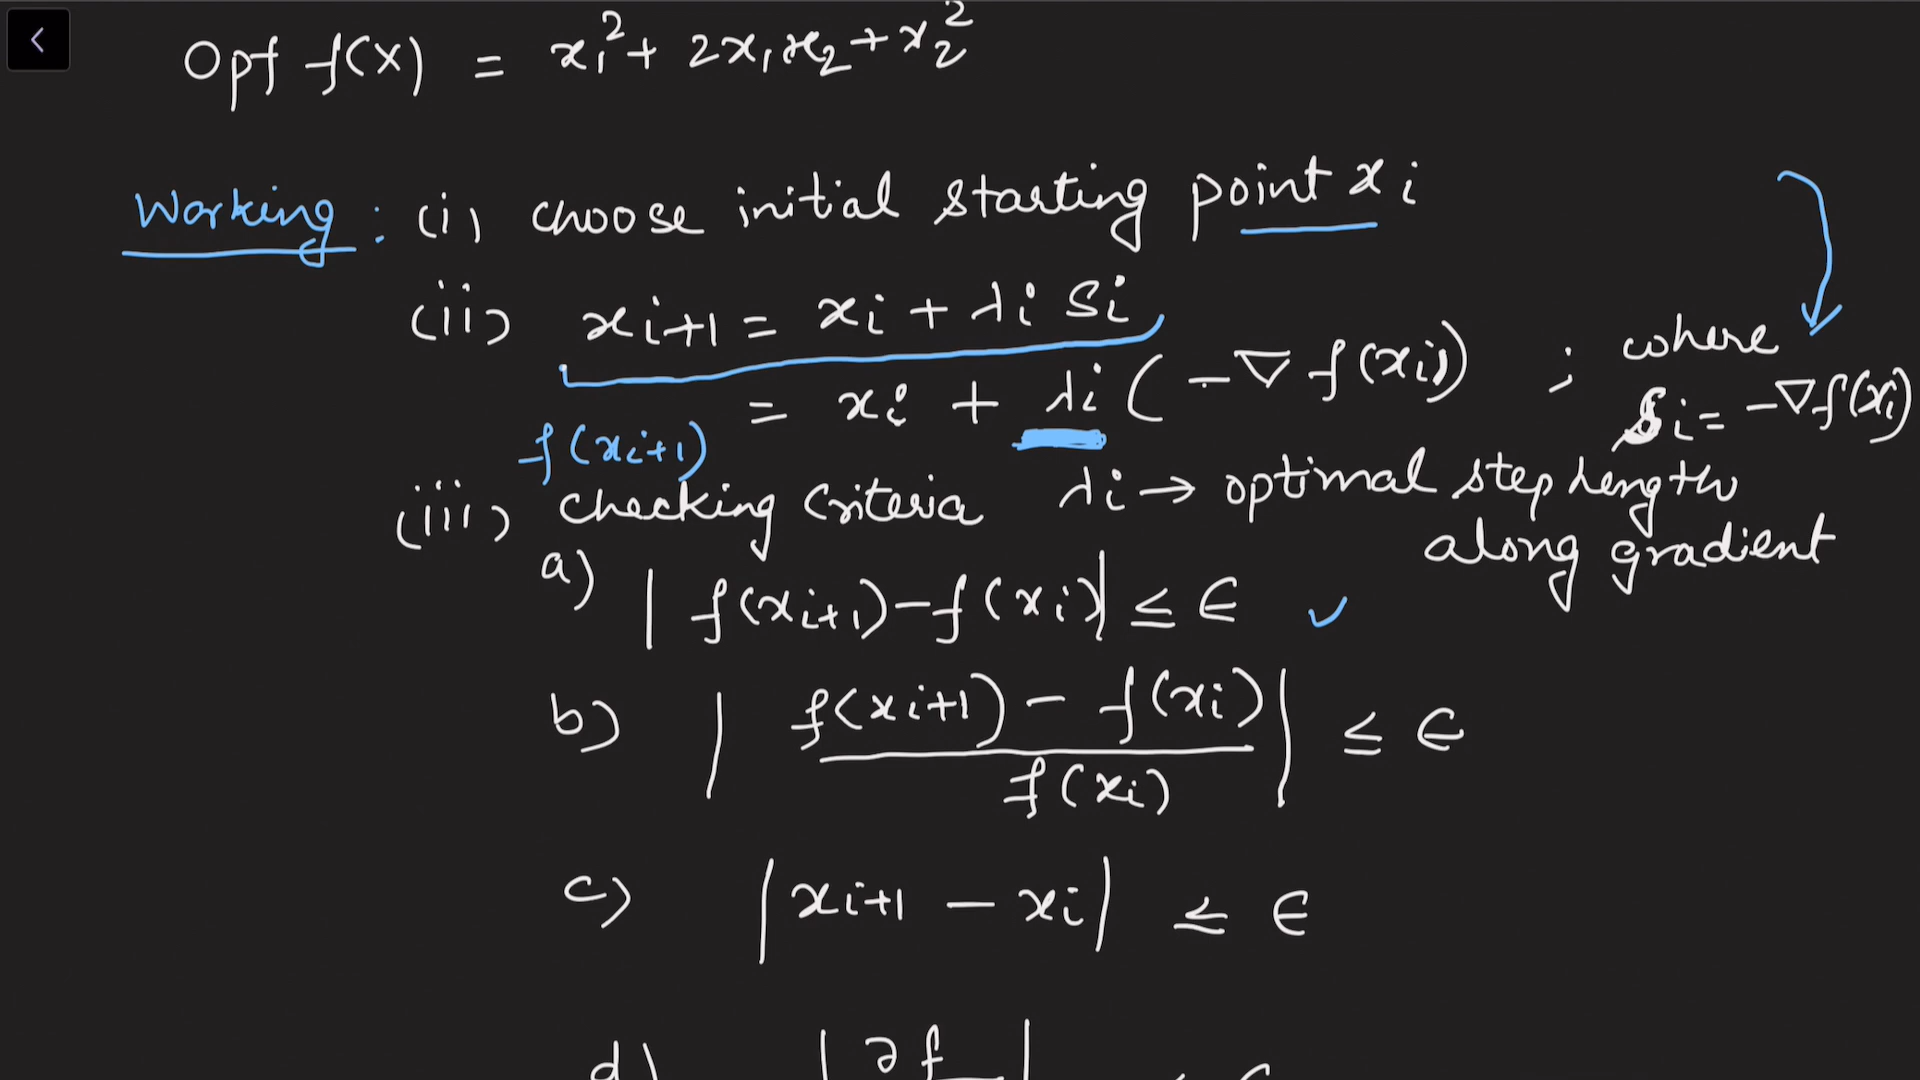 Opt f(X) = x₁² + 2x₁x₂ + x₂²
Working : (i) choose initial starting point xi
(ii) xi+1 = xi + λi Si
= xi + λi (-∇f(xi)) ; where Si = -∇f(xi)
f(xi+1)
(iii) checking Criteria λi → optimal step length along gradient
a) | f(xi+1) - f(xi) | ≤ ∈ ✓
b) | f(xi+1) - f(xi) / f(xi) | ≤ ∈
c) | xi+1 - xi | ≤ ∈
d) | ∂f |